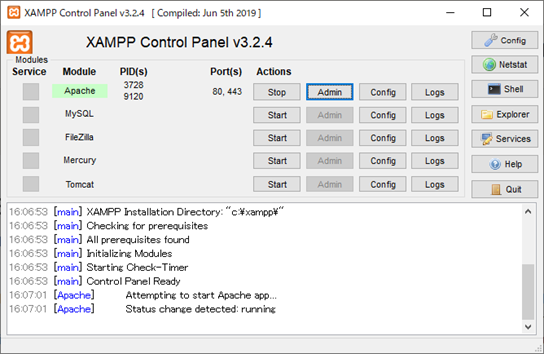 XAMPP Control Panel v3.2.4 [ Compiled: Jun 5th 2019 ]
XAMPP Control Panel v3.2.4
Config
Modules
Service Module PID(s) Port(s) Actions
Netstat
Apache 3728 9120 80, 443 Stop Admin Config Logs
Shell
MySQL Start Admin Config Logs
Explorer
FileZilla Start Admin Config Logs
Services
Mercury Start Admin Config Logs
Help
Tomcat Start Admin Config Logs
Quit
16:06:53 [main] XAMPP Installation Directory: "c:¥xampp¥"
16:06:53 [main] Checking for prerequisites
16:06:53 [main] All prerequisites found
16:06:53 [main] Initializing Modules
16:06:53 [main] Starting Check-Timer
16:06:53 [main] Control Panel Ready
16:07:01 [Apache] Attempting to start Apache app...
16:07:01 [Apache] Status change detected: running